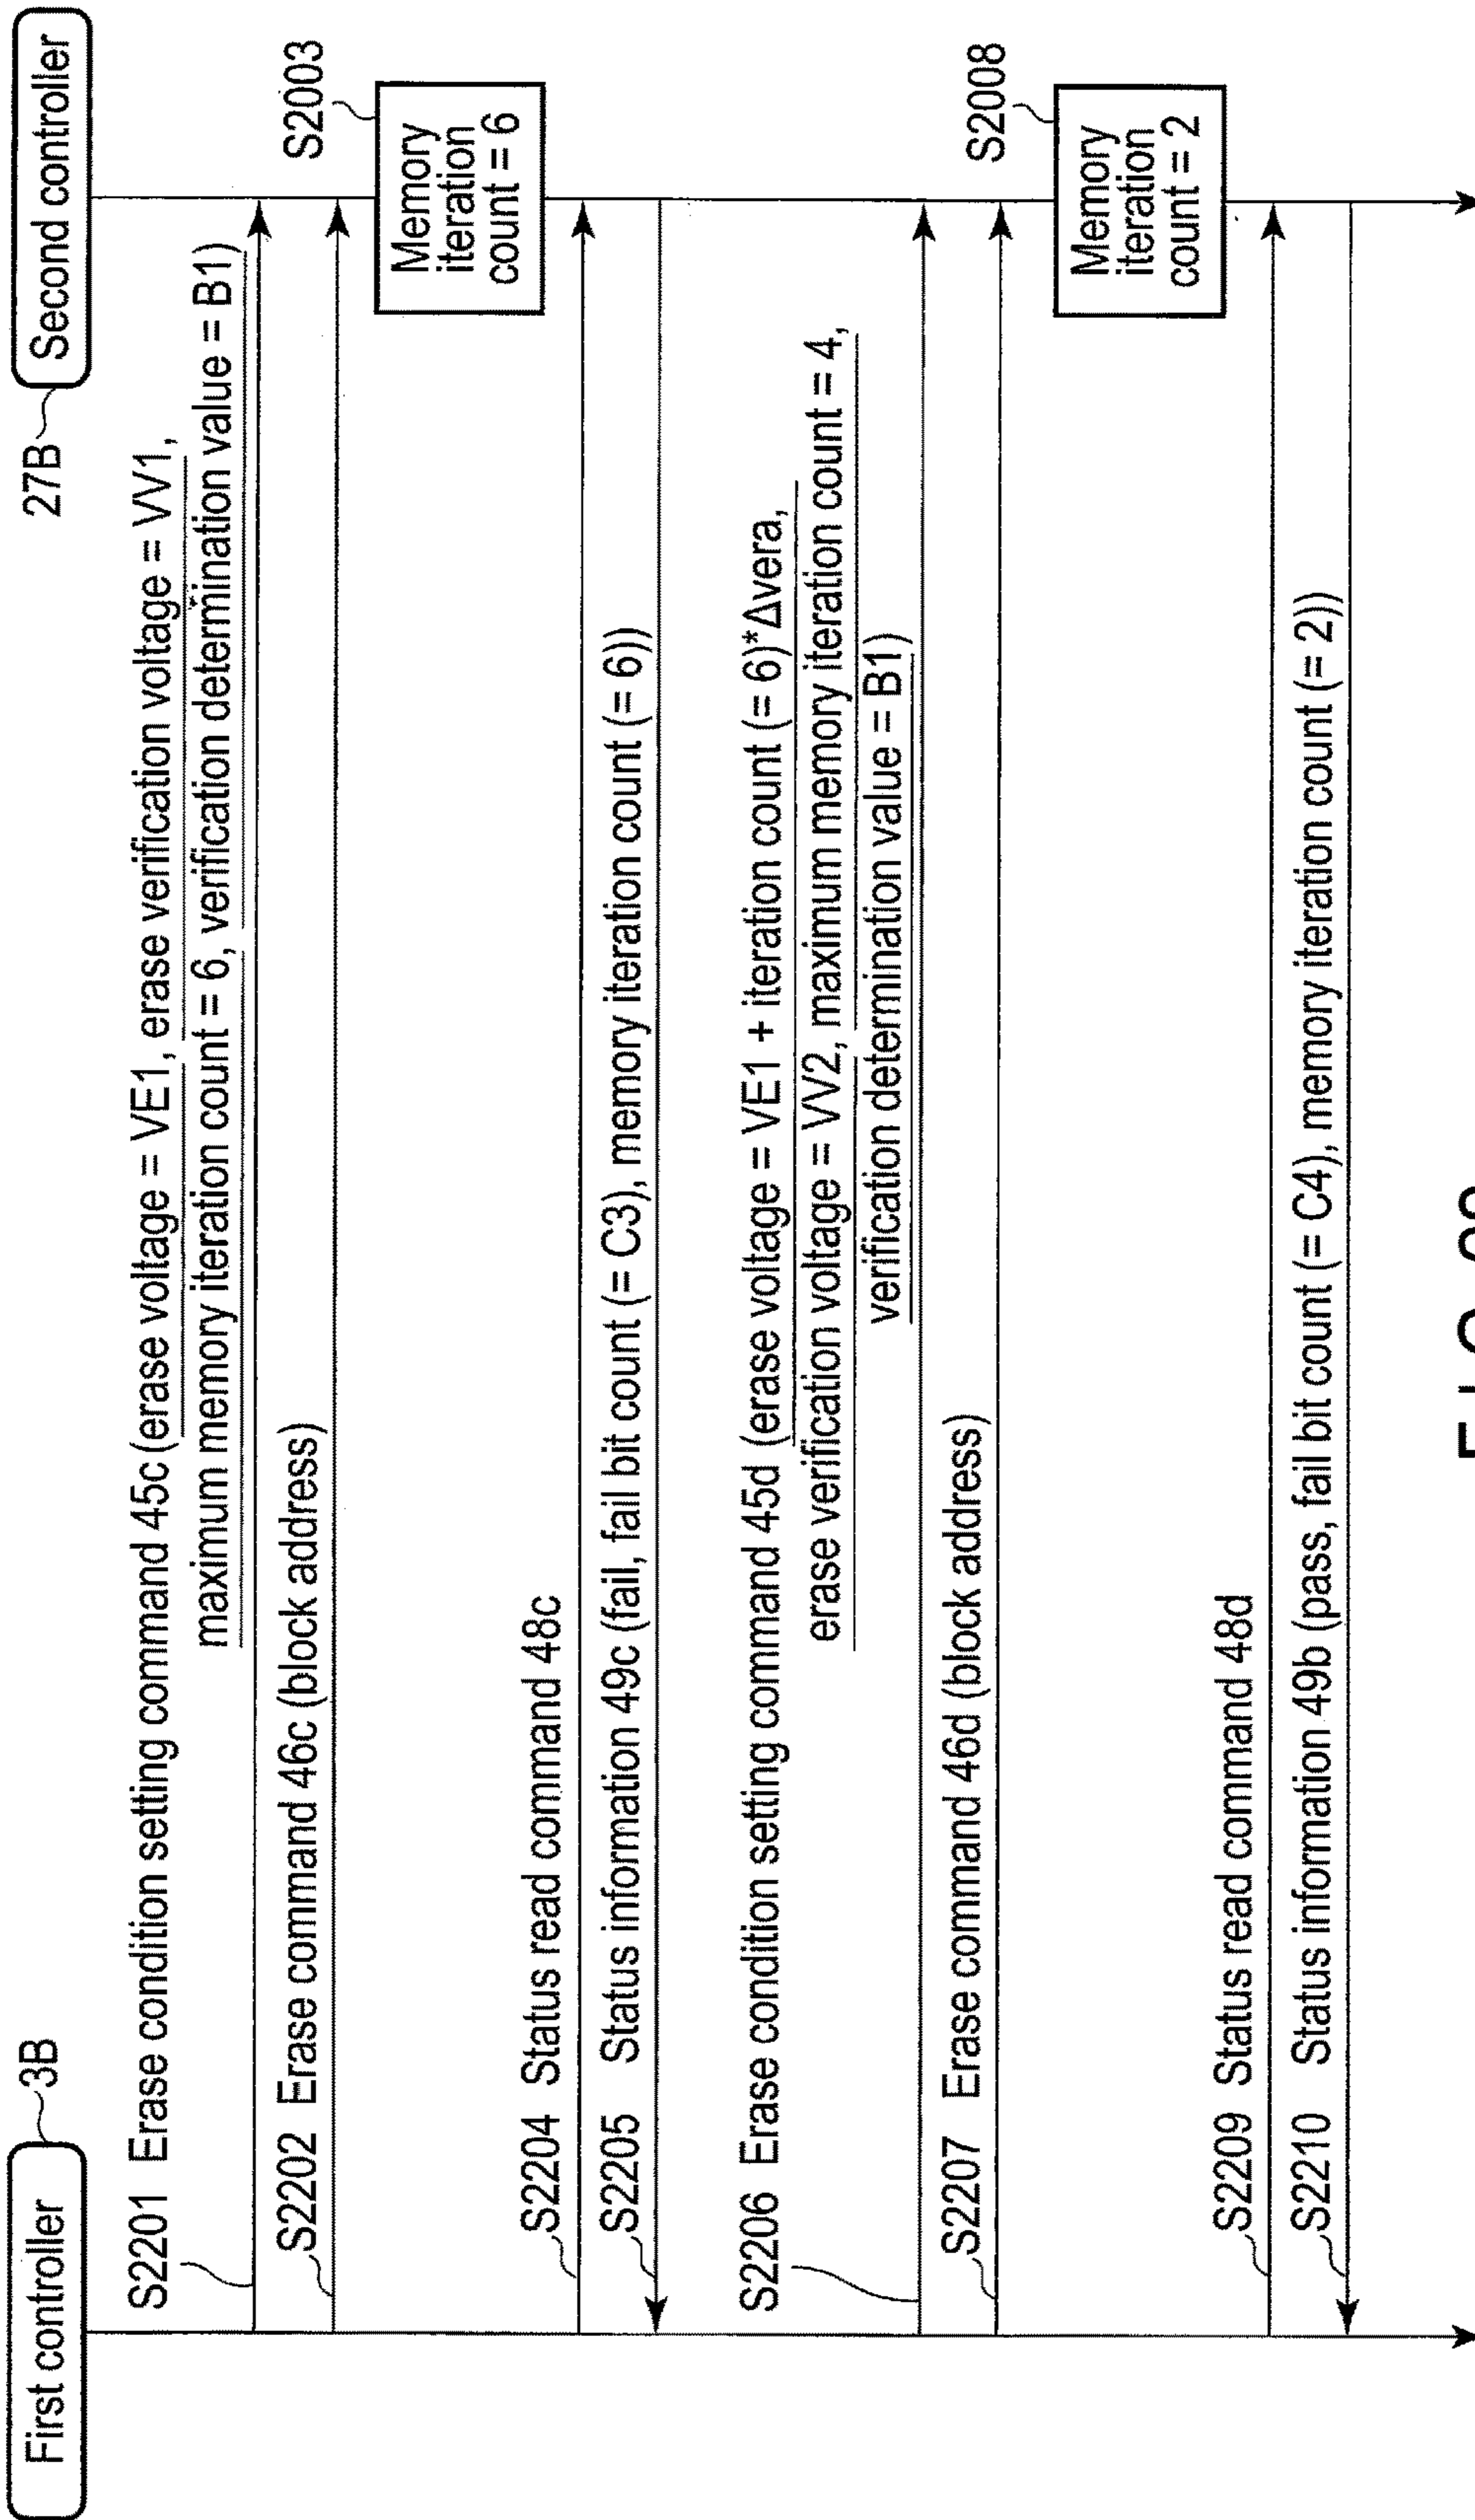 First controller
3B
27B
Second controller
S2201 Erase condition setting command 45c (erase voltage = VE1, erase verification voltage = VV1,
maximum memory iteration count = 6, verification determination value = B1)
S2202 Erase command 46c (block address)
S2003
Memory
iteration
count = 6
S2204 Status read command 48c
S2205 Status information 49c (fail, fail bit count (= C3), memory iteration count (= 6))
S2206 Erase condition setting command 45d (erase voltage = VE1 + iteration count (= 6)*Δvera,
erase verification voltage = VV2, maximum memory iteration count = 4,
verification determination value = B1)
S2207 Erase command 46d (block address)
S2008
Memory
iteration
count = 2
S2209 Status read command 48d
S2210 Status information 49b (pass, fail bit count (= C4), memory iteration count (= 2))